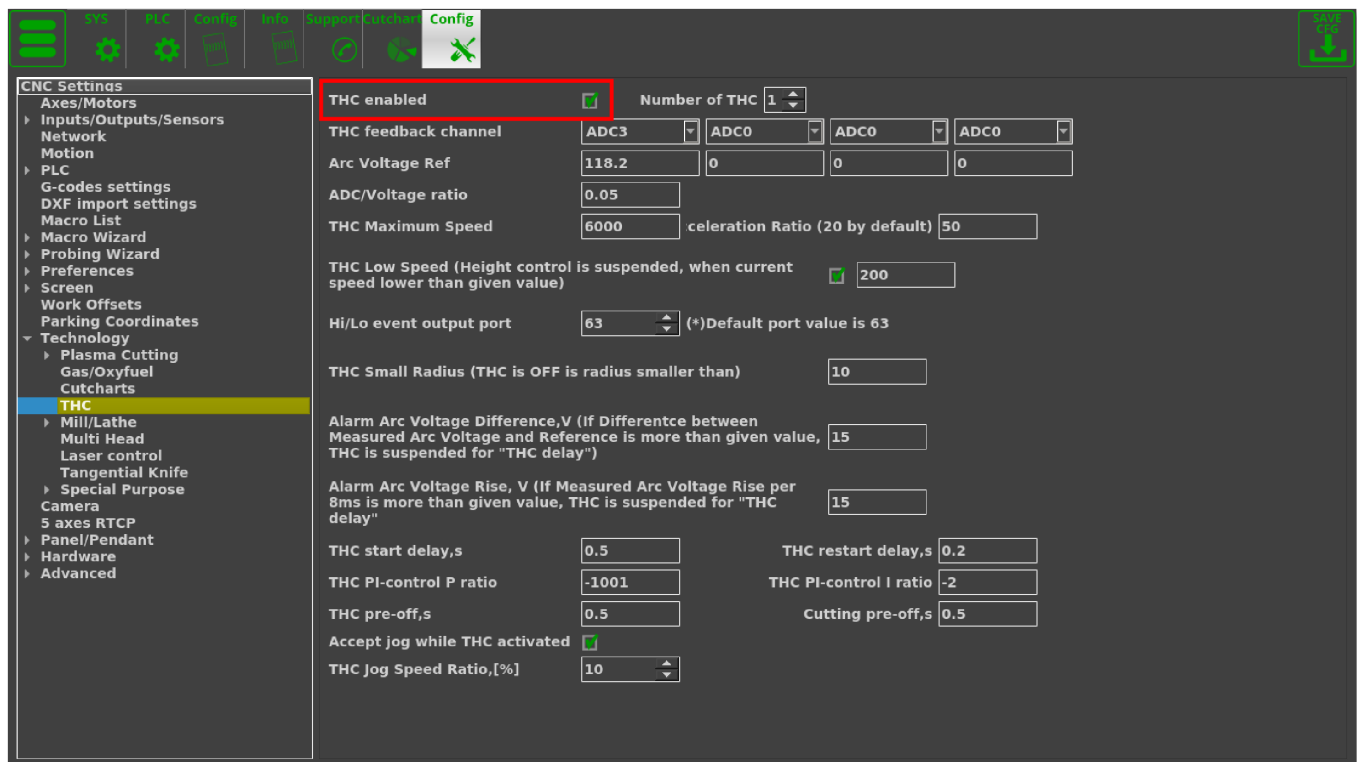 SYS PLC Config Info Support Cutchart Config
SAVE
CFG
CNC Settings
Axes/Motors
Inputs/Outputs/Sensors
Network
Motion
PLC
G-codes settings
DXF import settings
Macro List
Macro Wizard
Probing Wizard
Preferences
Screen
Work Offsets
Parking Coordinates
Technology
Plasma Cutting
Gas/Oxyfuel
Cutcharts
THC
Mill/Lathe
Multi Head
Laser control
Tangential Knife
Special Purpose
Camera
5 axes RTCP
Panel/Pendant
Hardware
Advanced
THC enabled Number of THC 1
THC feedback channel ADC3 ADC0 ADC0 ADC0
Arc Voltage Ref 118.2 0 0 0
ADC/Voltage ratio 0.05
THC Maximum Speed 6000 celeration Ratio (20 by default) 50
THC Low Speed (Height control is suspended, when current
speed lower than given value) 200
Hi/Lo event output port 63 (*)Default port value is 63
THC Small Radius (THC is OFF is radius smaller than) 10
Alarm Arc Voltage Difference,V (If Differentce between
Measured Arc Voltage and Reference is more than given value, 15
THC is suspended for "THC delay")
Alarm Arc Voltage Rise, V (If Measured Arc Voltage Rise per
8ms is more than given value, THC is suspended for "THC 15
delay"
THC start delay,s 0.5 THC restart delay,s 0.2
THC PI-control P ratio -1001 THC PI-control I ratio -2
THC pre-off,s 0.5 Cutting pre-off,s 0.5
Accept jog while THC activated
THC Jog Speed Ratio,[%] 10